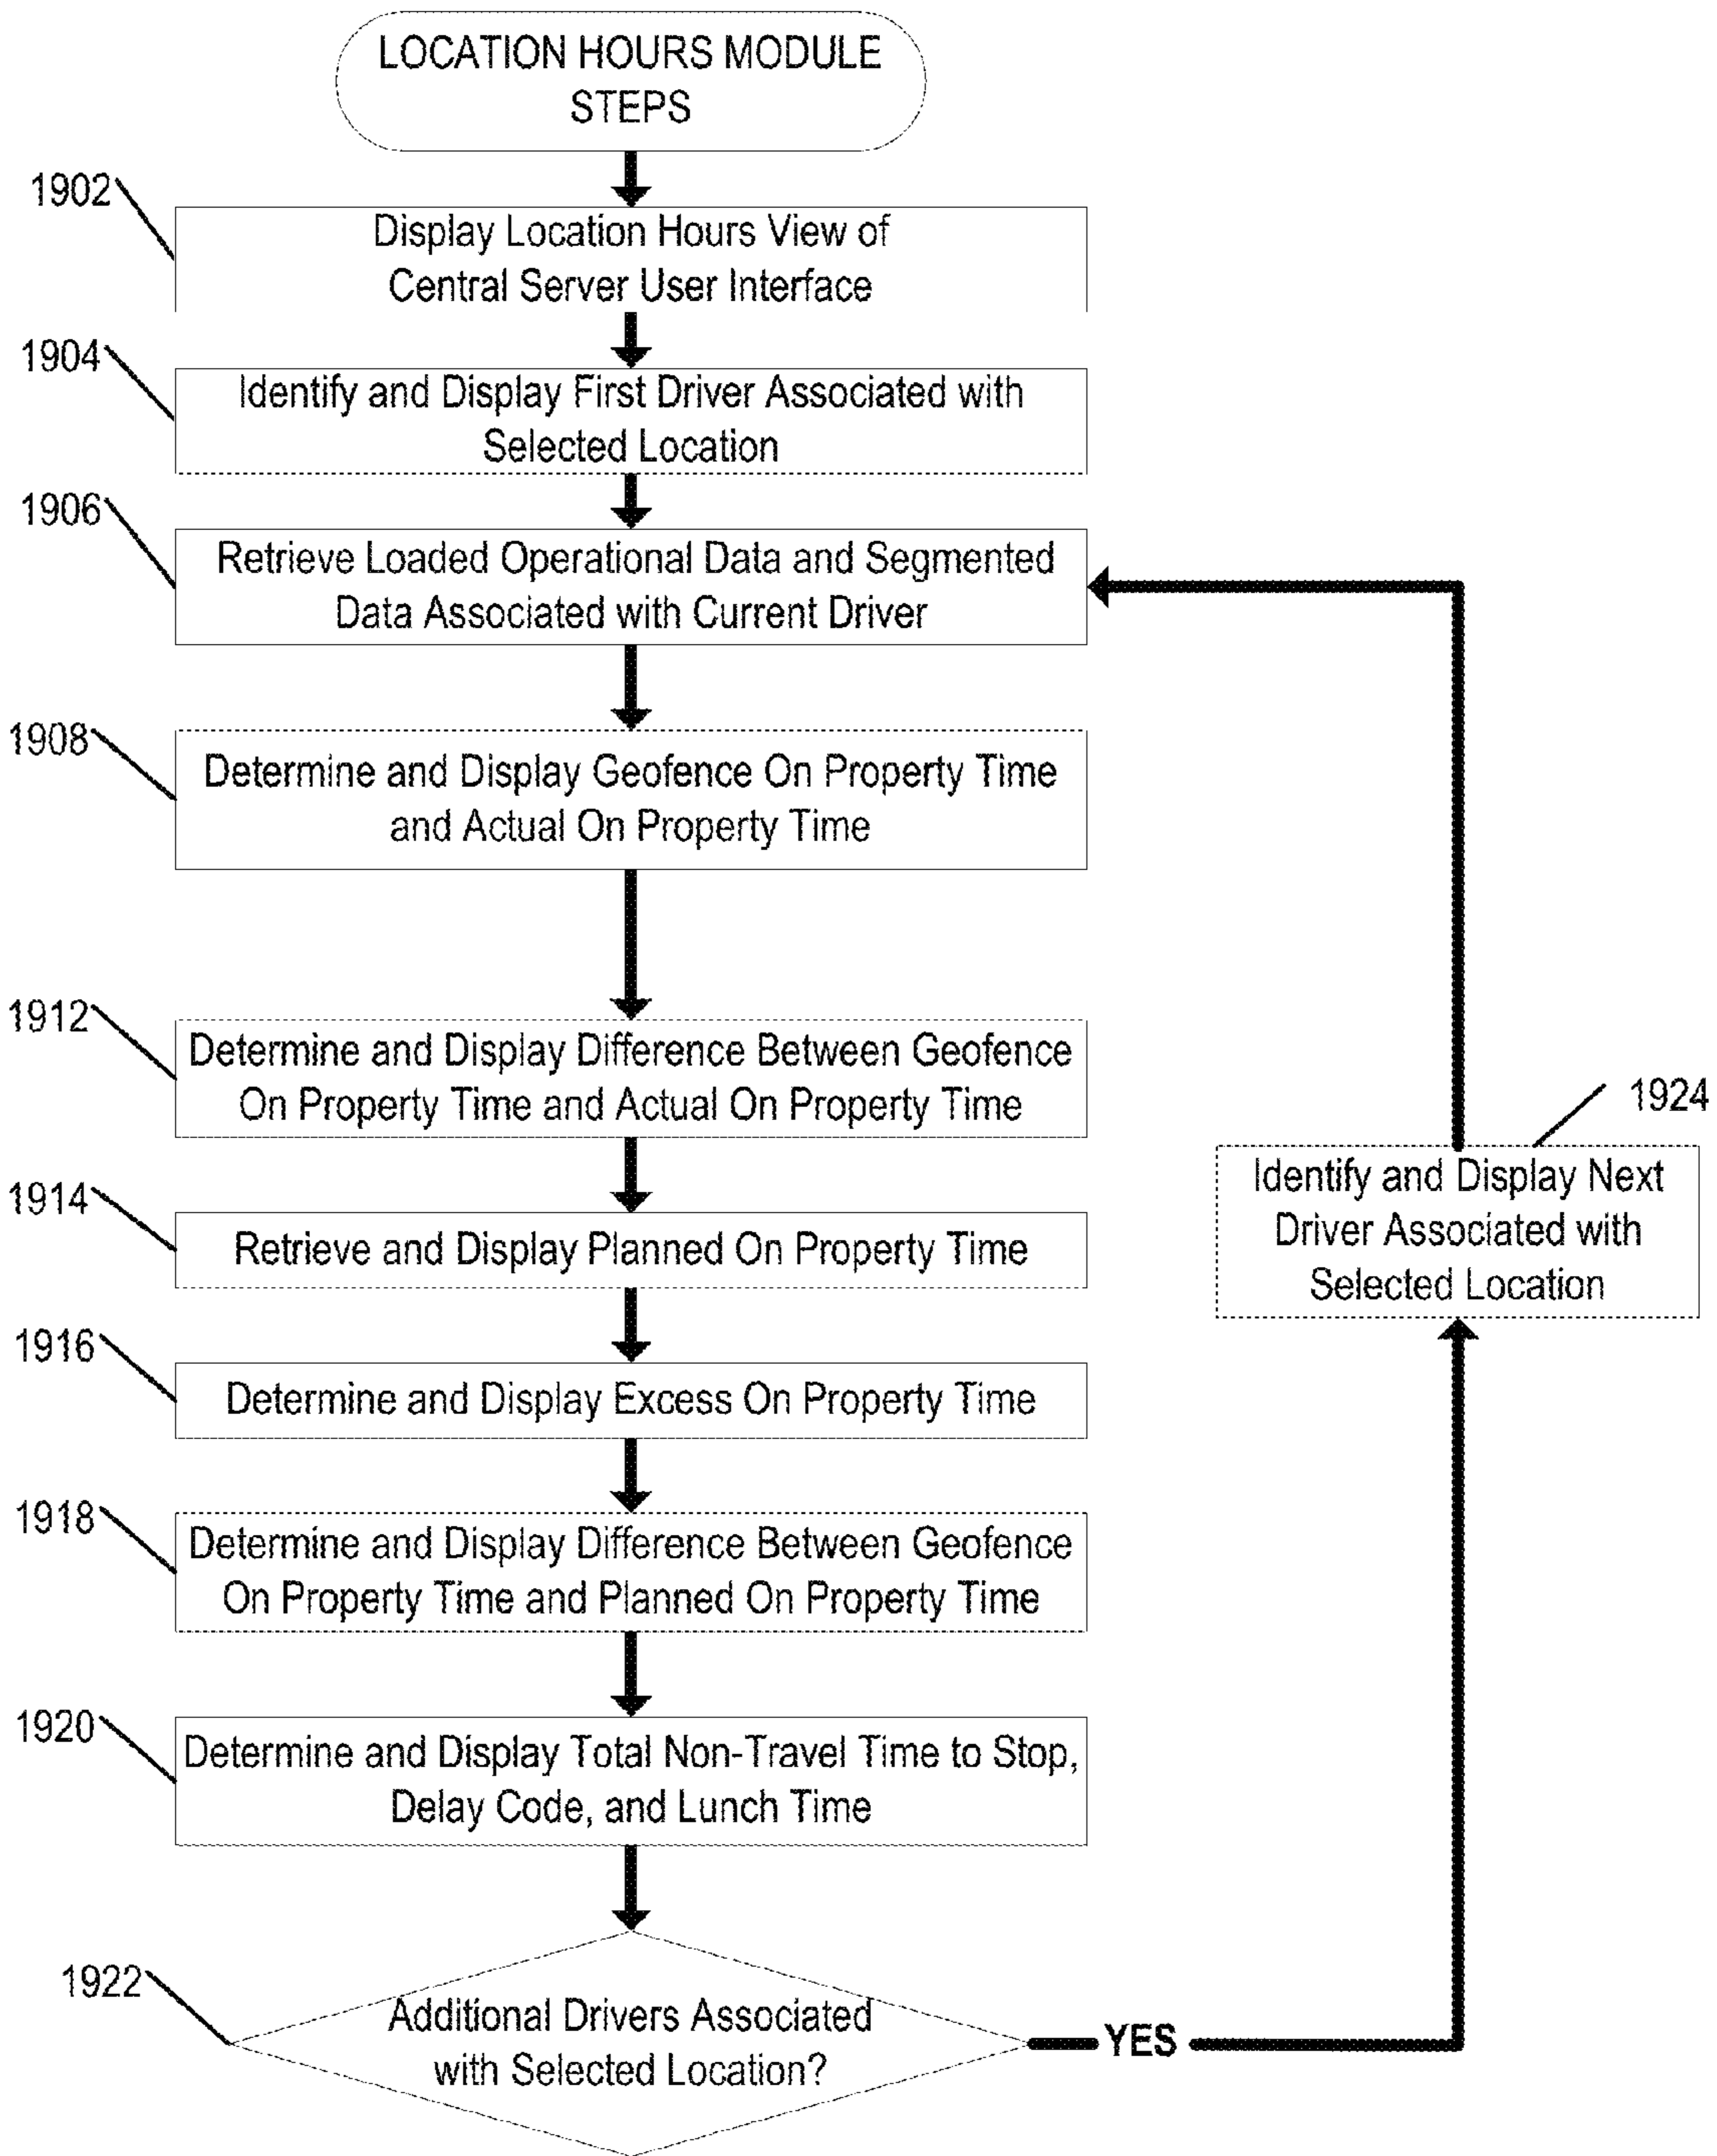 LOCATION HOURS MODULE
STEPS
1902
Display Location Hours View of
Central Server User Interface
1904
Identify and Display First Driver Associated with
Selected Location
1906
Retrieve Loaded Operational Data and Segmented
Data Associated with Current Driver
1908
Determine and Display Geofence On Property Time
and Actual On Property Time
1912
Determine and Display Difference Between Geofence
On Property Time and Actual On Property Time
1924
Identify and Display Next
Driver Associated with
Selected Location
1914
Retrieve and Display Planned On Property Time
1916
Determine and Display Excess On Property Time
1918
Determine and Display Difference Between Geofence
On Property Time and Planned On Property Time
1920
Determine and Display Total Non-Travel Time to Stop,
Delay Code, and Lunch Time
1922
Additional Drivers Associated
with Selected Location?
YES